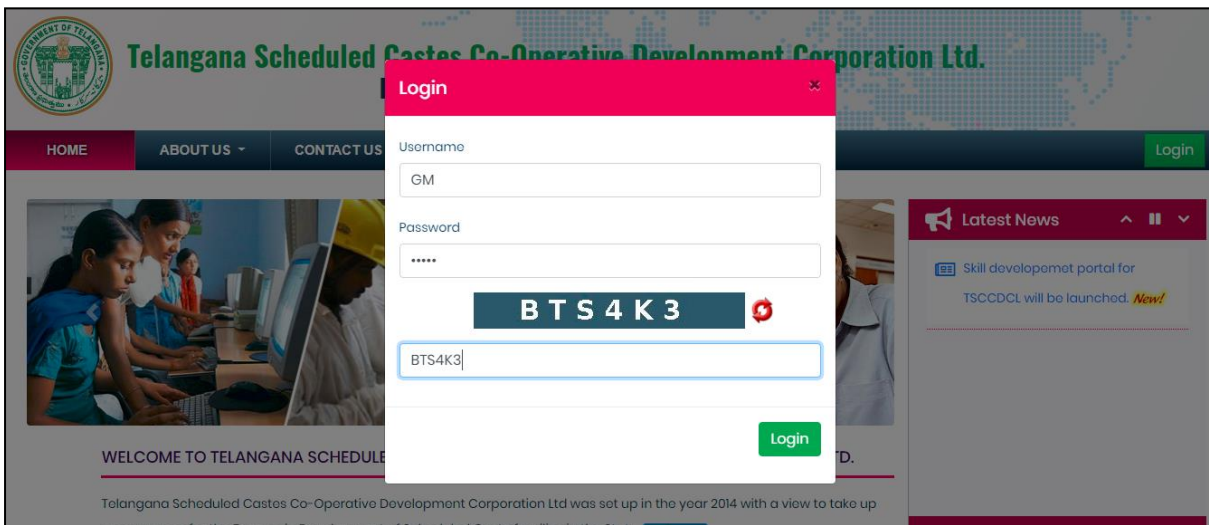 GOVERNMENT OF TELANGANA
Telangana Scheduled Castes Co-Operative Development Corporation Ltd.
Login
×
HOME
ABOUT US
CONTACT US
Login
Username
GM
Password
•••••
BTS4K3
BTS4K3
Login
Latest News
Skill developemet portal for
TSCCDCL will be launched. New!
WELCOME TO TELANGANA SCHEDULE
TD.
Telangana Scheduled Castes Co-Operative Development Corporation Ltd was set up in the year 2014 with a view to take up